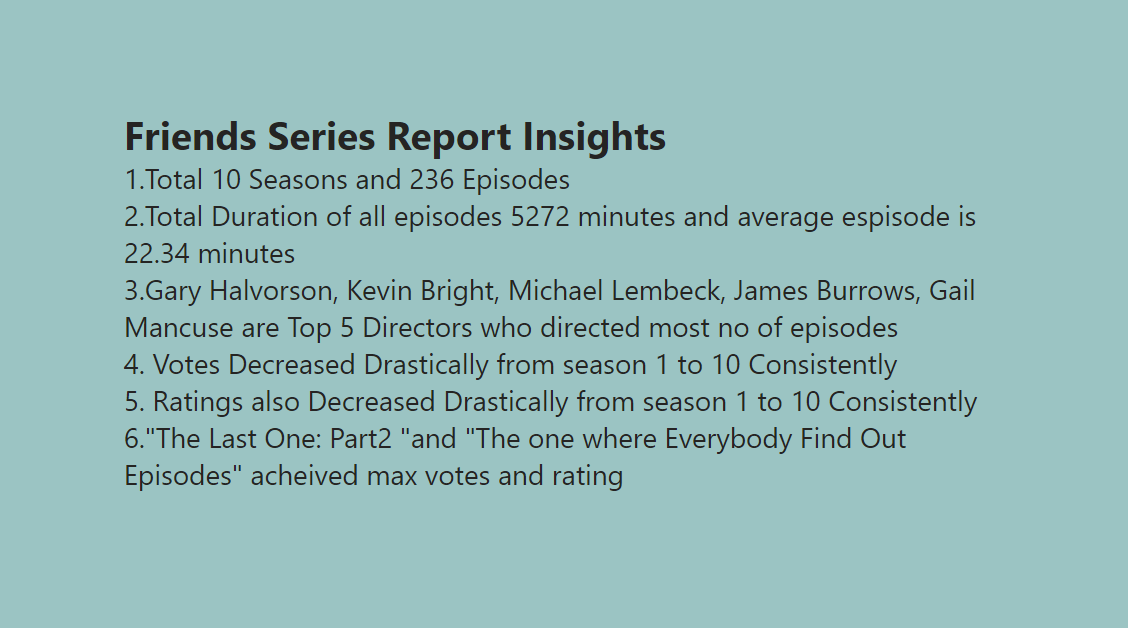 Friends Series Report Insights
1.Total 10 Seasons and 236 Episodes
2.Total Duration of all episodes 5272 minutes and average espisode is
22.34 minutes
3.Gary Halvorson, Kevin Bright, Michael Lembeck, James Burrows, Gail
Mancuse are Top 5 Directors who directed most no of episodes
4. Votes Decreased Drastically from season 1 to 10 Consistently
5. Ratings also Decreased Drastically from season 1 to 10 Consistently
6."The Last One: Part2 "and "The one where Everybody Find Out
Episodes" acheived max votes and rating